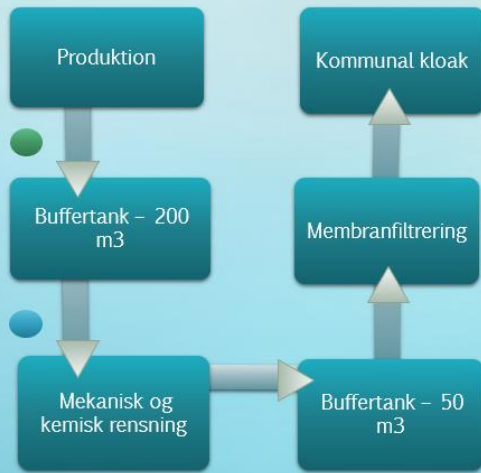 Produktion
Buffertank – 200
m3
Mekanisk og
kemisk rensning
Buffertank – 50
m3
Membranfiltrering
Kommunal kloak